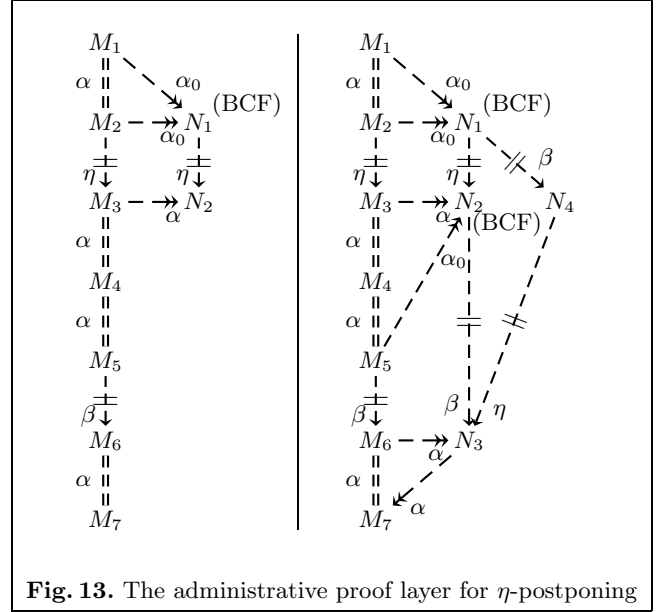 M₁ M₁
α α₀ α α₀
(BCF) (BCF)
M₂ N₁ M₂ N₁
α₀ α₀ β
η η η η
M₃ N₂ M₃ N₂ N₄
α α
(BCF)
α α
α₀
M₄ M₄
α α
M₅ M₅
β β β η
M₆ M₆ N₃
α
α α
α
M₇ M₇
Fig. 13. The administrative proof layer for η-postponing